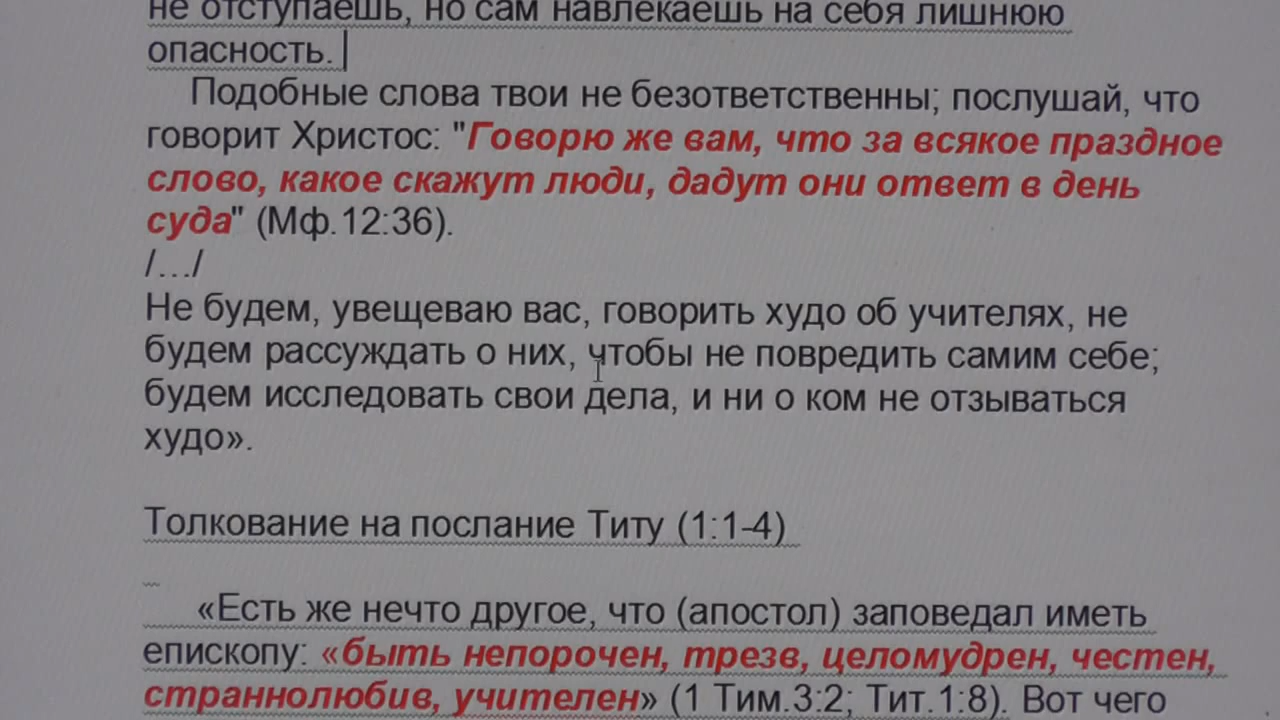 не отступаешь, но сам навлекаешь на себя лишнюю
опасность.
Подобные слова твои не безответственны; послушай, что
говорит Христос: "Говорю же вам, что за всякое праздное
слово, какое скажут люди, дадут они ответ в день
суда" (Мф.12:36).
/.../
Не будем, увещеваю вас, говорить худо об учителях, не
будем рассуждать о них, чтобы не повредить самим себе;
будем исследовать свои дела, и ни о ком не отзываться
худо».
Толкование на послание Титу (1:1-4)
«Есть же нечто другое, что (апостол) заповедал иметь
епископу: «быть непорочен, трезв, целомудрен, честен,
страннолюбив, учителен» (1 Тим.3:2; Тит.1:8). Вот чего